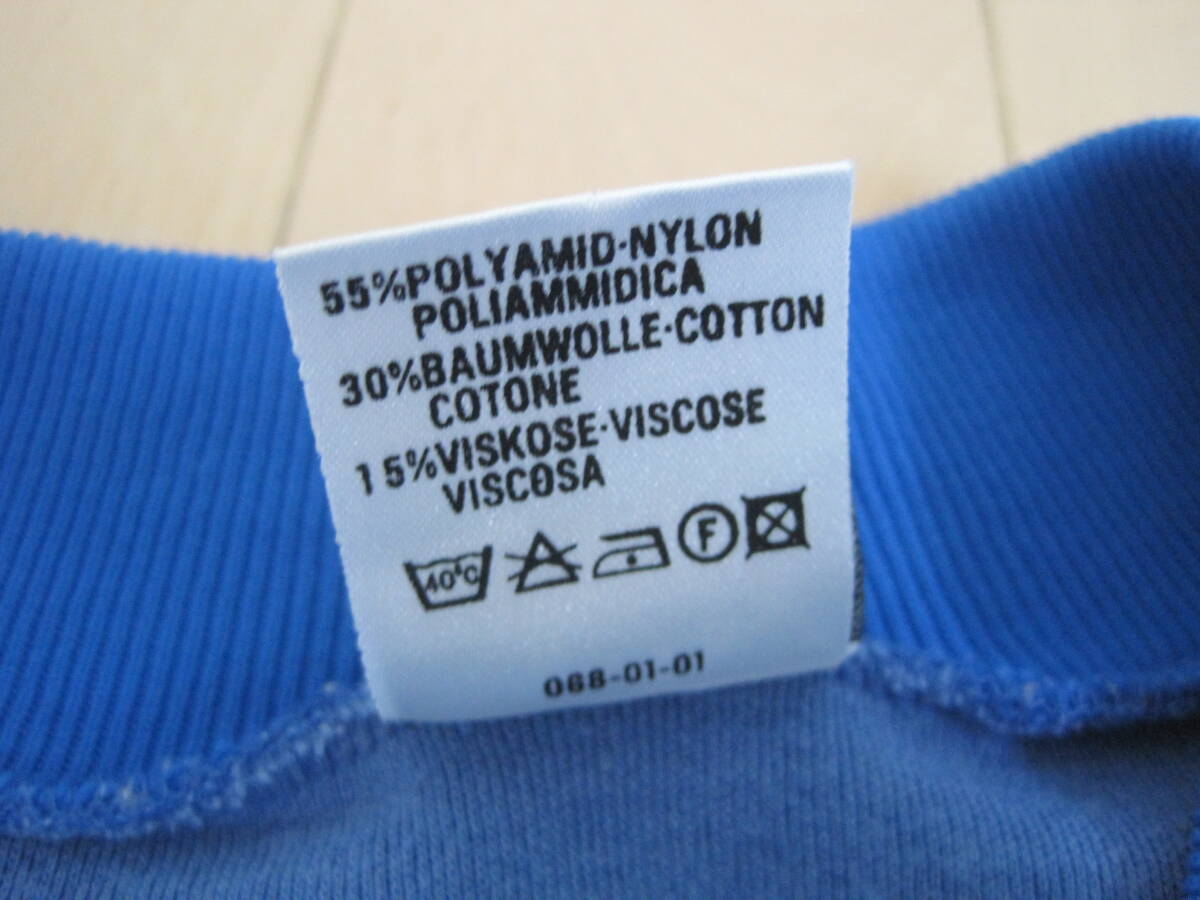 55%POLYAMID·NYLON
POLIAMMIDICA
30%BAUMWOLLE·COTTON
COTONE
15%VISKOSE·VISCOSE
VISCOSA
40°C F
068-01-01